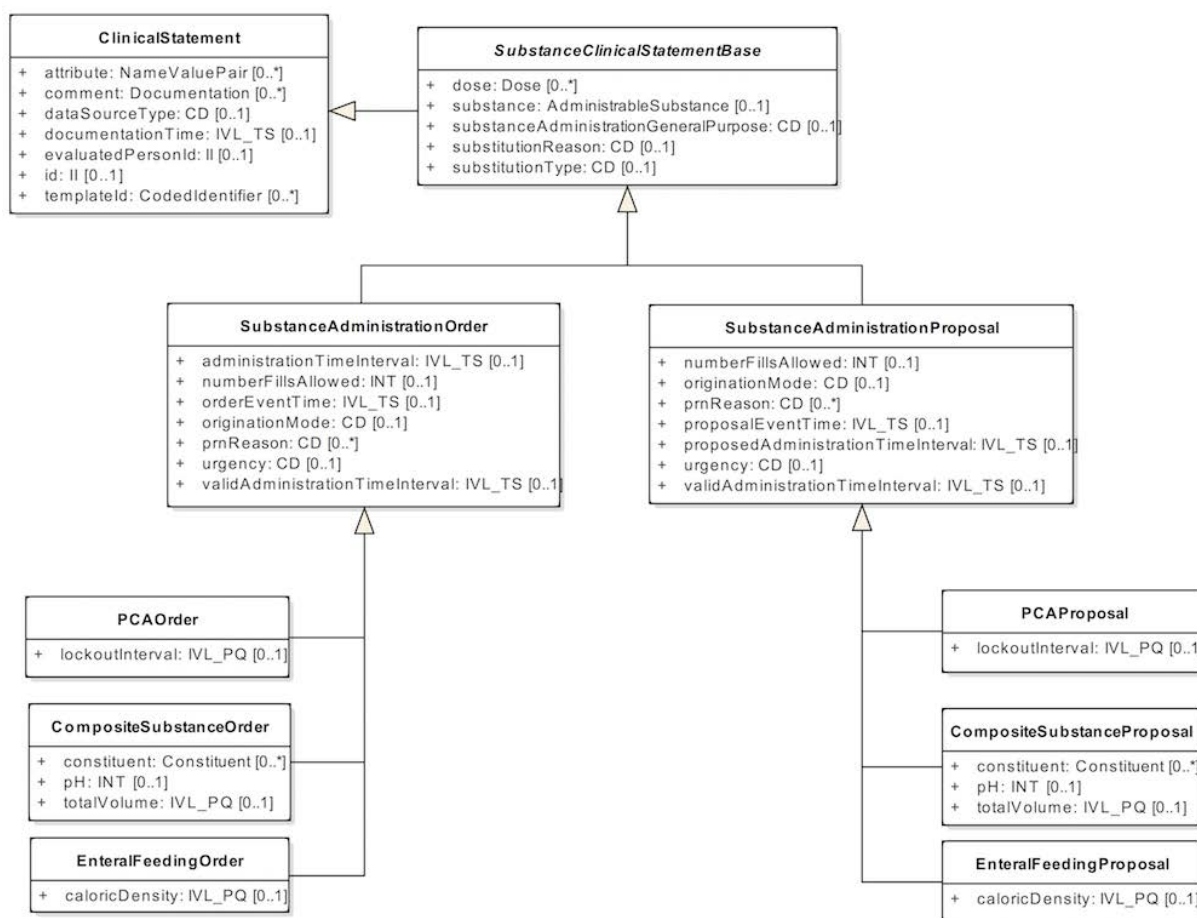 ClinicalStatement
+ attribute: NameValuePair [0..*]
+ comment: Documentation [0..*]
+ dataSourceType: CD [0..1]
+ documentationTime: IVL_TS [0..1]
+ evaluatedPersonId: II [0..1]
+ id: II [0..1]
+ templateId: CodedIdentifier [0..*]
SubstanceClinicalStatementBase
+ dose: Dose [0..*]
+ substance: AdministrableSubstance [0..1]
+ substanceAdministrationGeneralPurpose: CD [0..1]
+ substitutionReason: CD [0..1]
+ substitutionType: CD [0..1]
SubstanceAdministrationOrder
+ administrationTimeInterval: IVL_TS [0..1]
+ numberFillsAllowed: INT [0..1]
+ orderEventTime: IVL_TS [0..1]
+ originationMode: CD [0..1]
+ prnReason: CD [0..*]
+ urgency: CD [0..1]
+ validAdministrationTimeInterval: IVL_TS [0..1]
SubstanceAdministrationProposal
+ numberFillsAllowed: INT [0..1]
+ originationMode: CD [0..1]
+ prnReason: CD [0..*]
+ proposalEventTime: IVL_TS [0..1]
+ proposedAdministrationTimeInterval: IVL_TS [0..1]
+ urgency: CD [0..1]
+ validAdministrationTimeInterval: IVL_TS [0..1]
PCAOrder
+ lockoutInterval: IVL_PQ [0..1]
CompositeSubstanceOrder
+ constituent: Constituent [0..*]
+ pH: INT [0..1]
+ totalVolume: IVL_PQ [0..1]
EnteralFeedingOrder
+ caloricDensity: IVL_PQ [0..1]
PCAProposal
+ lockoutInterval: IVL_PQ [0..1
CompositeSubstanceProposal
+ constituent: Constituent [0..*]
+ pH: INT [0..1]
+ totalVolume: IVL_PQ [0..1]
EnteralFeedingProposal
+ caloricDensity: IVL_PQ [0..1]